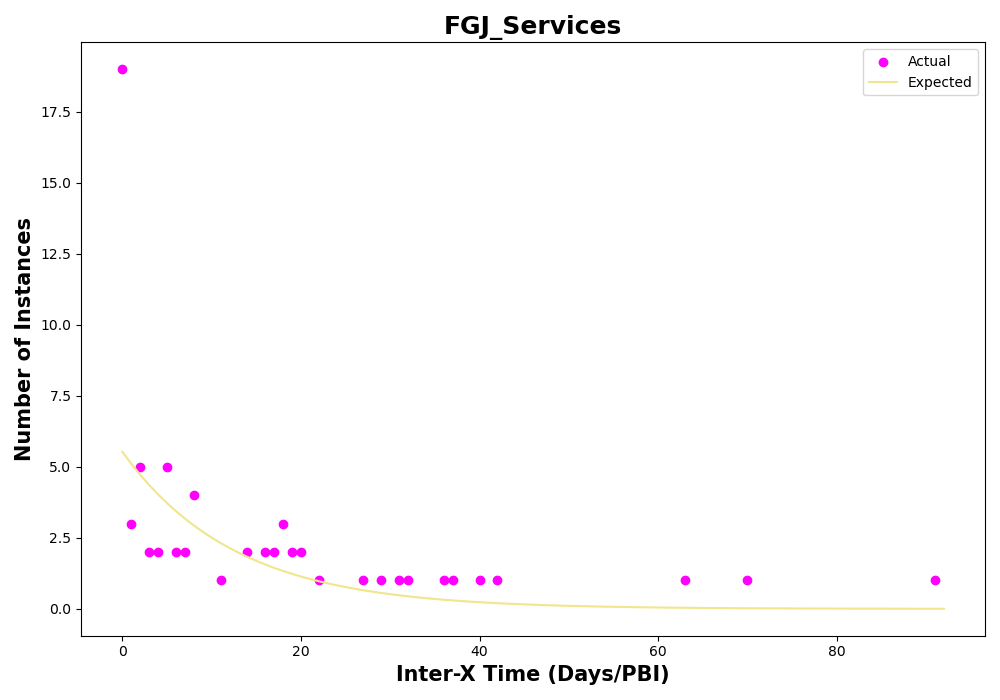 FGJ_Services
Actual
Expected
Number of Instances
17.5
15.0
12.5
10.0
7.5
5.0
2.5
0.0
0 20 40 60 80
Inter-X Time (Days/PBI)